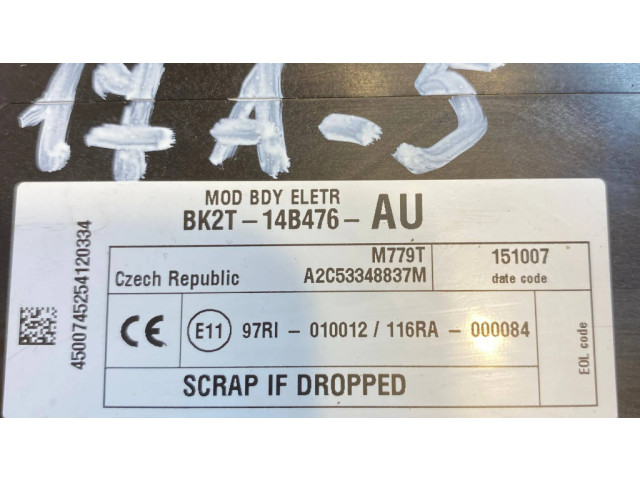 17A-5
MOD BDY ELETR
BK2T-14B476-AU
M779T
Czech Republic A2C53348837M
151007
date code
4500745254120334
CE E11 97RI - 010012 / 116RA - 000084
EOL code
SCRAP IF DROPPED